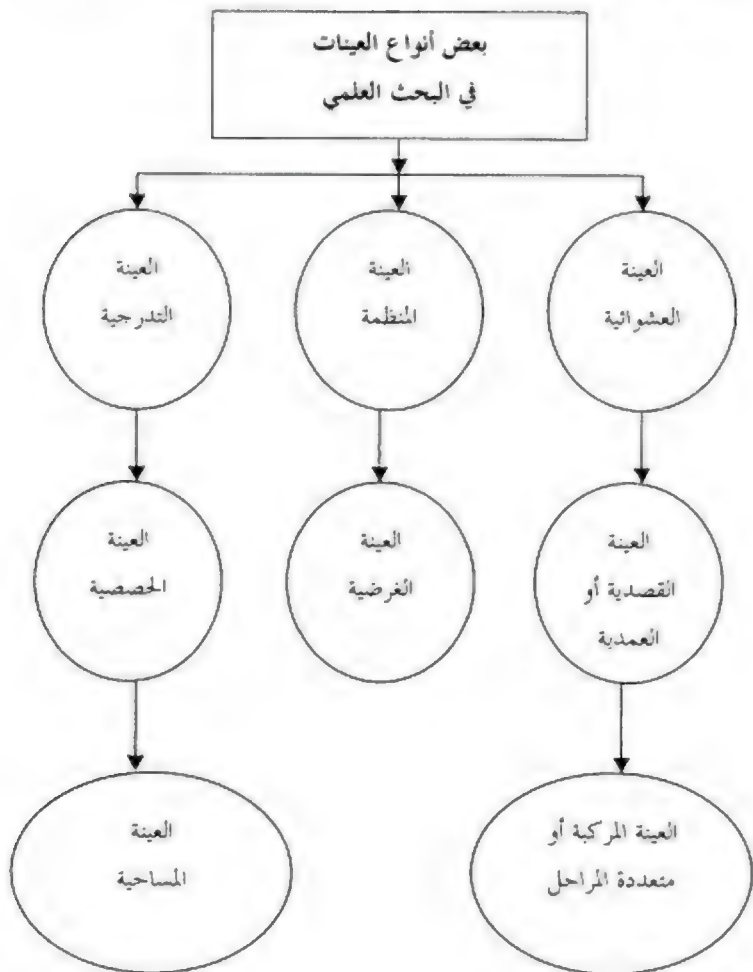 بعض أنواع العينات
في البحث العلمي
العينة
العشوائية
العينة
المنظمة
العينة
التدرجية
العينة
القصدية أو
العمدية
العينة
الغرضية
العينة
الحصصية
العينة المركبة أو
متعددة المراحل
العينة
المساحية